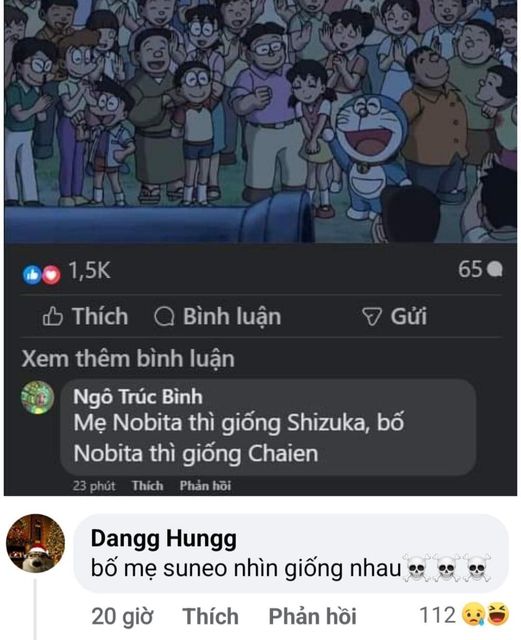 1,5K
65
Thích
Bình luận
Gửi
Xem thêm bình luận
Ngô Trúc Bình
Mẹ Nobita thì giống Shizuka, bố
Nobita thì giống Chaien
23 phút Thích Phản hồi
Dangg Hungg
bố mẹ suneo nhìn giống nhau☠️☠️☠️
20 giờ Thích Phản hồi 112